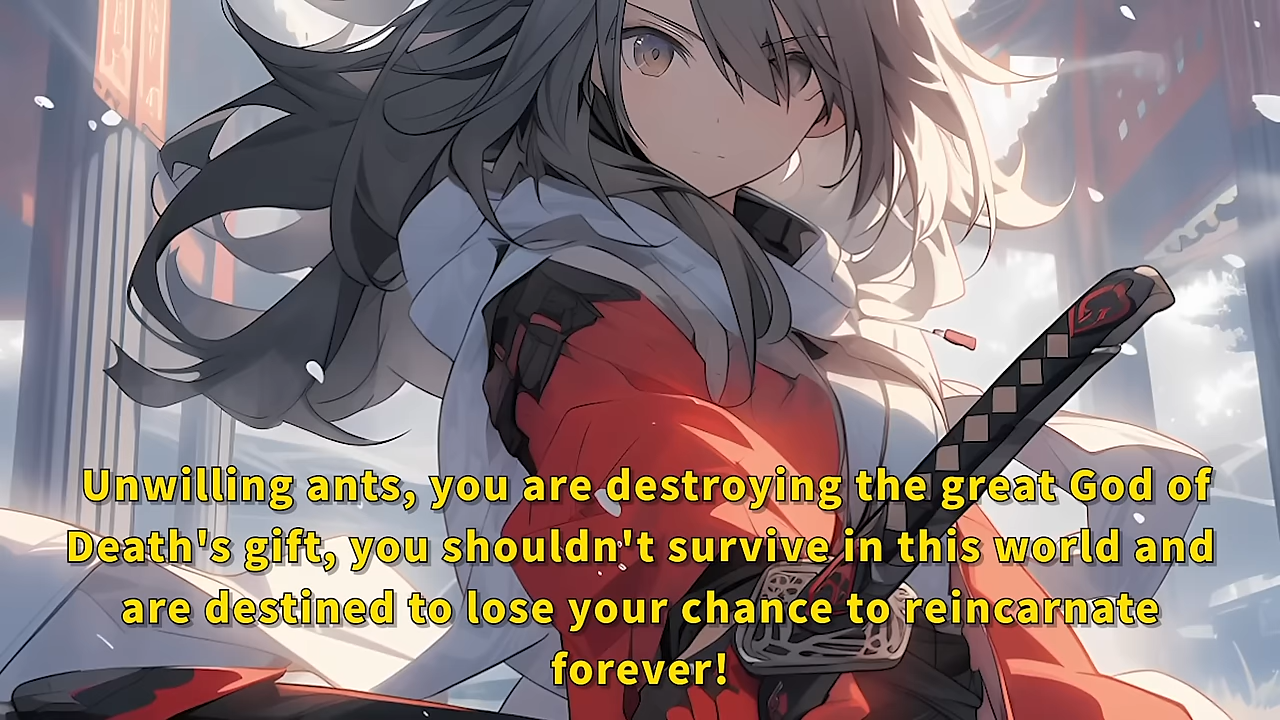 Unwilling ants, you are destroying the great God of
Death's gift, you shouldn't survive in this world and
are destined to lose your chance to reincarnate
forever!